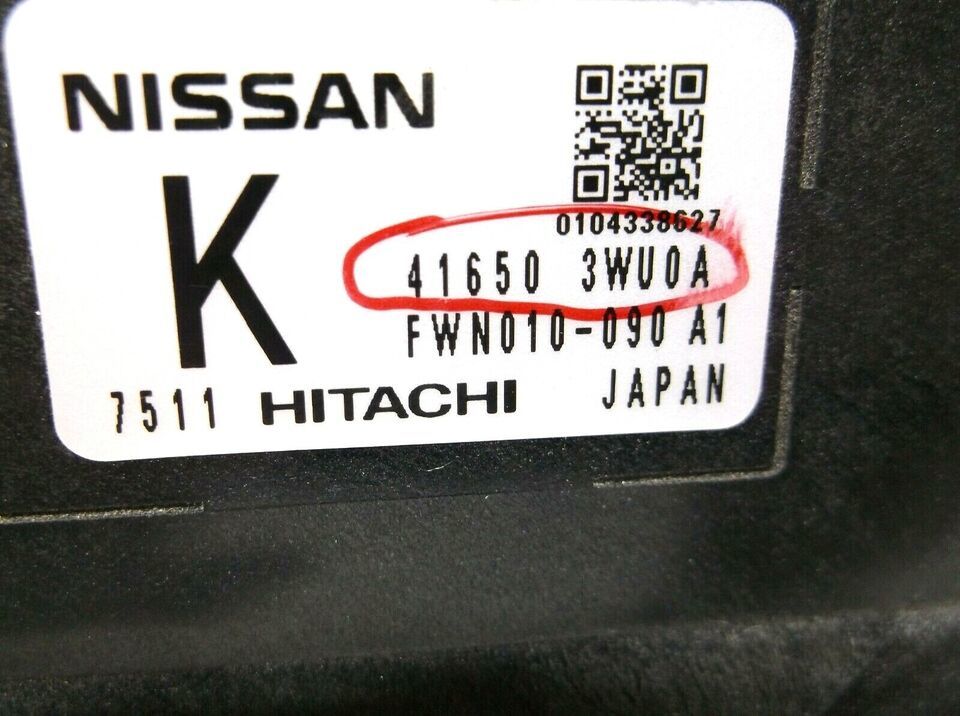 NISSAN
K
0104338627
41650 3WU0A
FWN010-090 A1
7511 HITACHI JAPAN